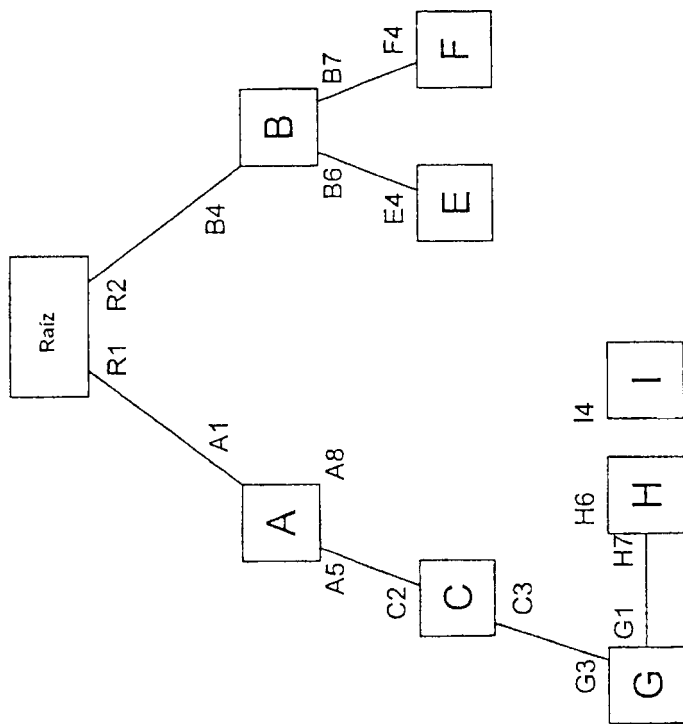 Raíz
R1 R2
A1 B4
A B
A5 A8 B6 B7
C2 E4 F4
C E F
C3
G3 H6 I4
G1 H7
G H I